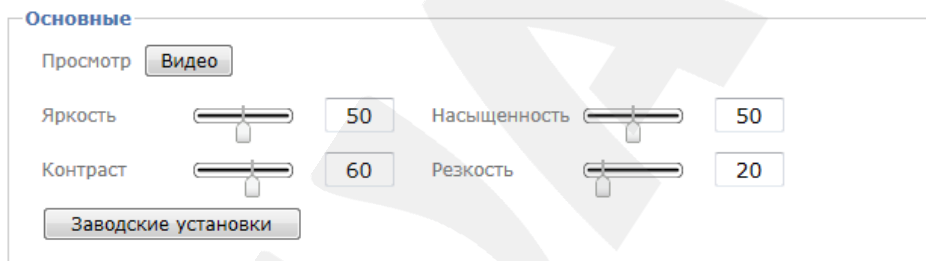 Основные
Просмотр Видео
Яркость 50 Насыщенность 50
Контраст 60 Резкость 20
Заводские установки